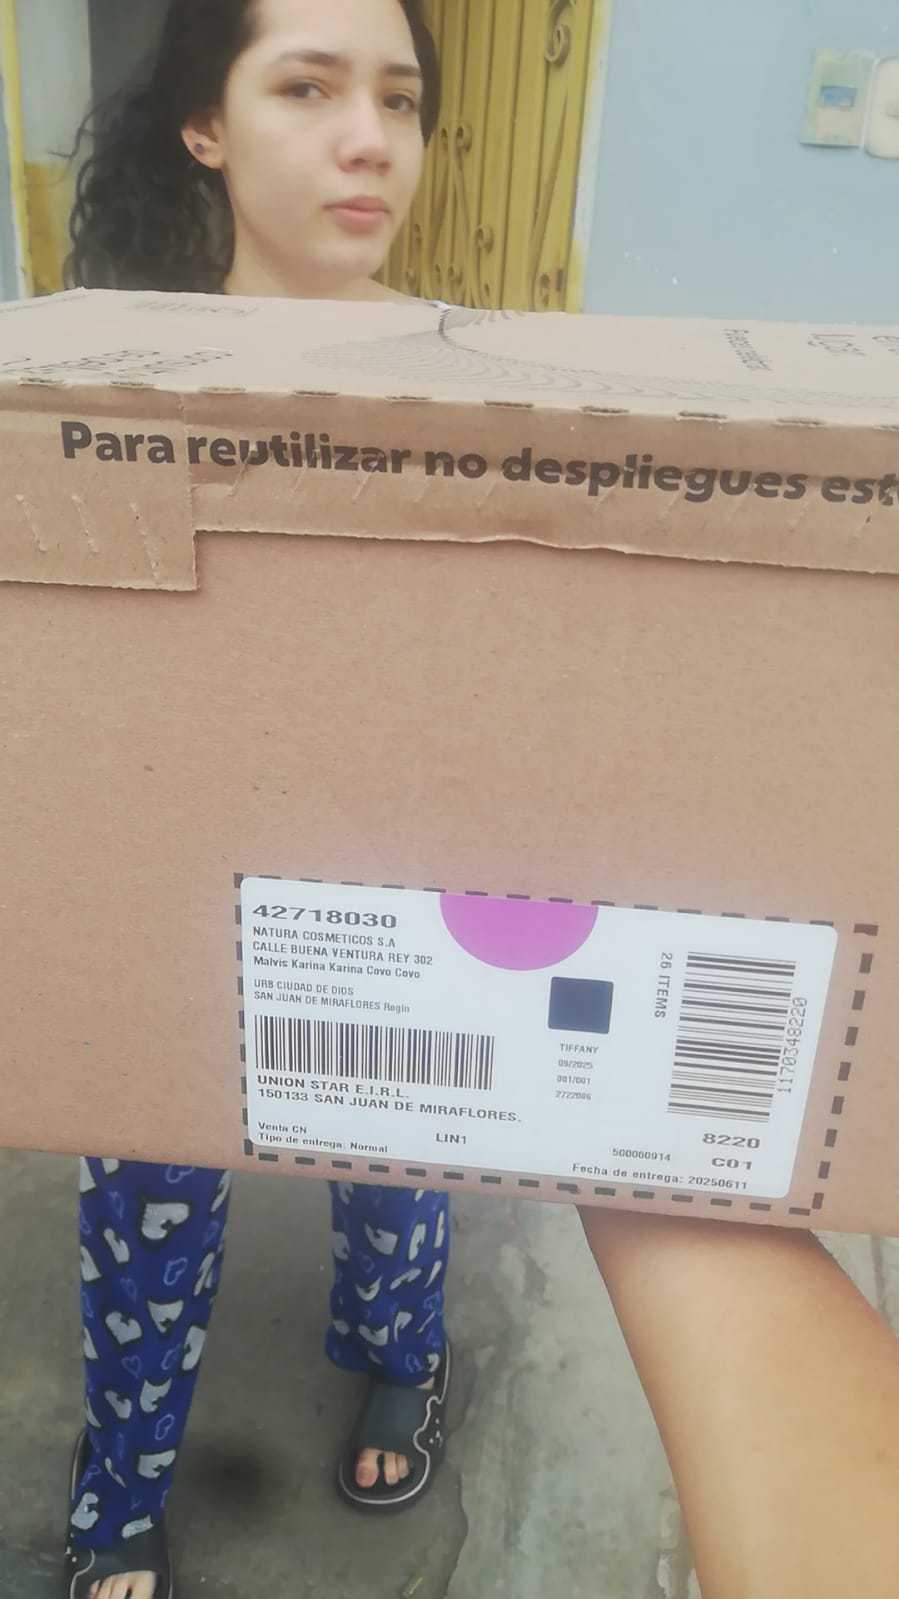 Para reutilizar no despliegues est
42718030
NATURA COSMETICOS S.A
CALLE BUENA VENTURA REY 302
Malvis Karina Karina Covo Covo
URB CIUDAD DE DIOS
SAN JUAN DE MIRAFLORES Regin
UNION STAR E.I.R.L.
150133 SAN JUAN DE MIRAFLORES.
Venta CN
Tipo de entrega: Normal
LIN1
TIFFANY
09/2025
001/001
2722086
26 ITEMS
1170348220
8220
500060914
C01
Fecha de entrega: 20250611